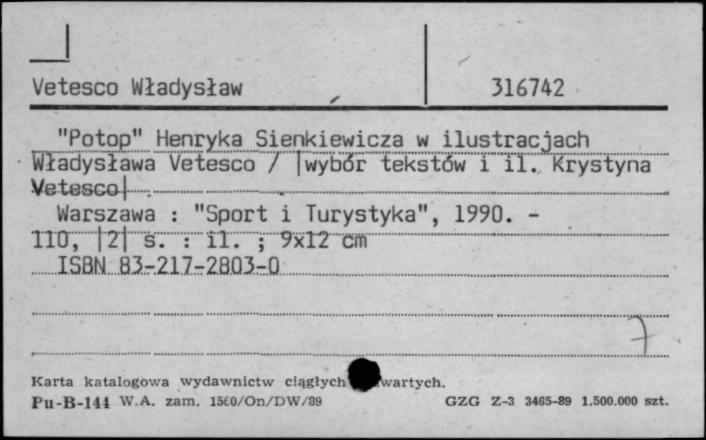 Vetesco Władysław 316742
"Potop" Henryka Sienkiewicza w ilustracjach
Władysława Vetesco / |wybór tekstów i il. Krystyna
Vetesco|
Warszawa : "Sport i Turystyka", 1990. -
110, |2| s. : il. ; 9x12 cm
ISBN 83-217-2803-0
7
Karta katalogowa wydawnictw ciągłych
Pu-B-144 W.A. zam. 1560/On/DW/89 GZG Z-3 3465-89 1.500.000 szt.